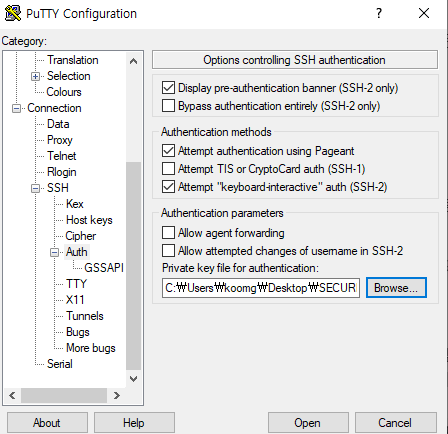 PuTTY Configuration
? ×
Category:
Translation
Selection
Colours
Connection
Data
Proxy
Telnet
Rlogin
SSH
Kex
Host keys
Cipher
Auth
GSSAPI
TTY
X11
Tunnels
Bugs
More bugs
Serial
Options controlling SSH authentication
Display pre-authentication banner (SSH-2 only)
Bypass authentication entirely (SSH-2 only)
Authentication methods
Attempt authentication using Pageant
Attempt TIS or CryptoCard auth (SSH-1)
Attempt "keyboard-interactive" auth (SSH-2)
Authentication parameters
Allow agent forwarding
Allow attempted changes of username in SSH-2
Private key file for authentication:
C:₩Users₩koomg₩Desktop₩SECUR Browse...
About Help Open Cancel